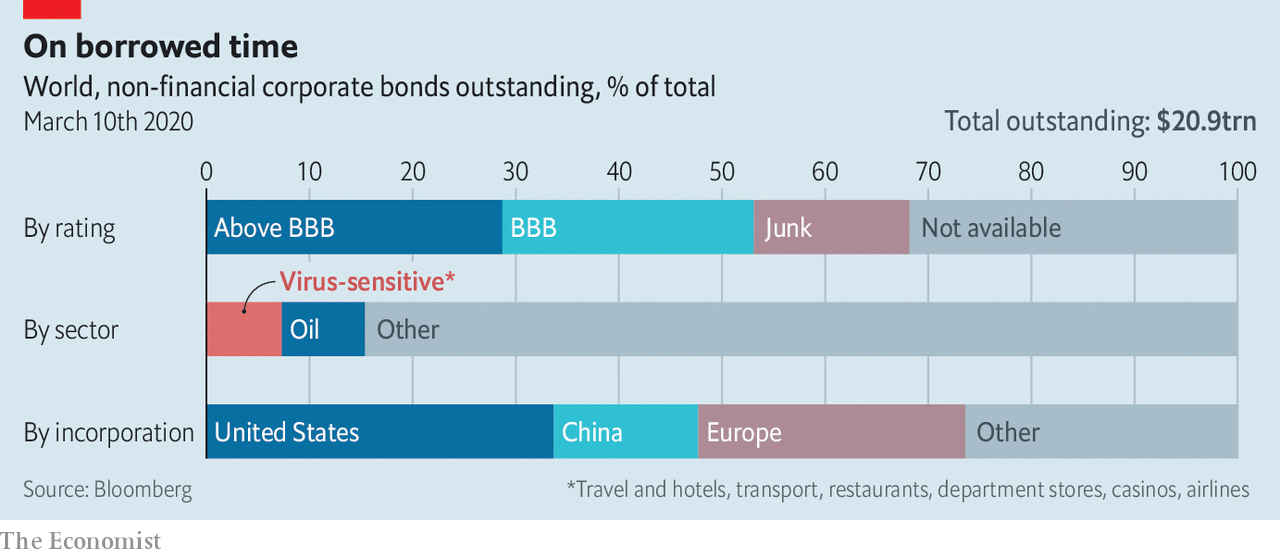 On borrowed time
World, non-financial corporate bonds outstanding, % of total
March 10th 2020
Total outstanding: $20.9trn
0 10 20 30 40 50 60 70 80 90 100
By rating Above BBB BBB Junk Not available
Virus-sensitive*
By sector Oil Other
By incorporation United States China Europe Other
Source: Bloomberg
*Travel and hotels, transport, restaurants, department stores, casinos, airlines
The Economist